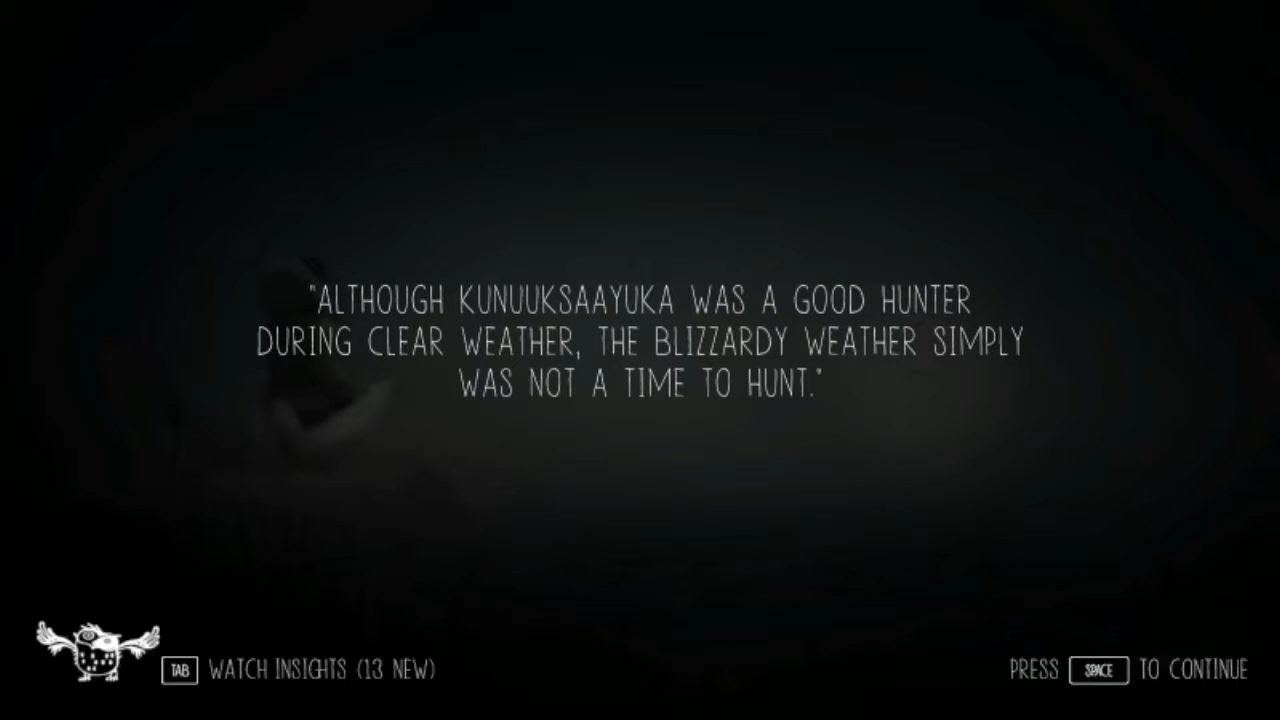 "ALTHOUGH KUNUUKSAAYUKA WAS A GOOD HUNTER
DURING CLEAR WEATHER, THE BLIZZARDY WEATHER SIMPLY
WAS NOT A TIME TO HUNT."
TAB WATCH INSIGHTS (13 NEW)
PRESS SPACE TO CONTINUE